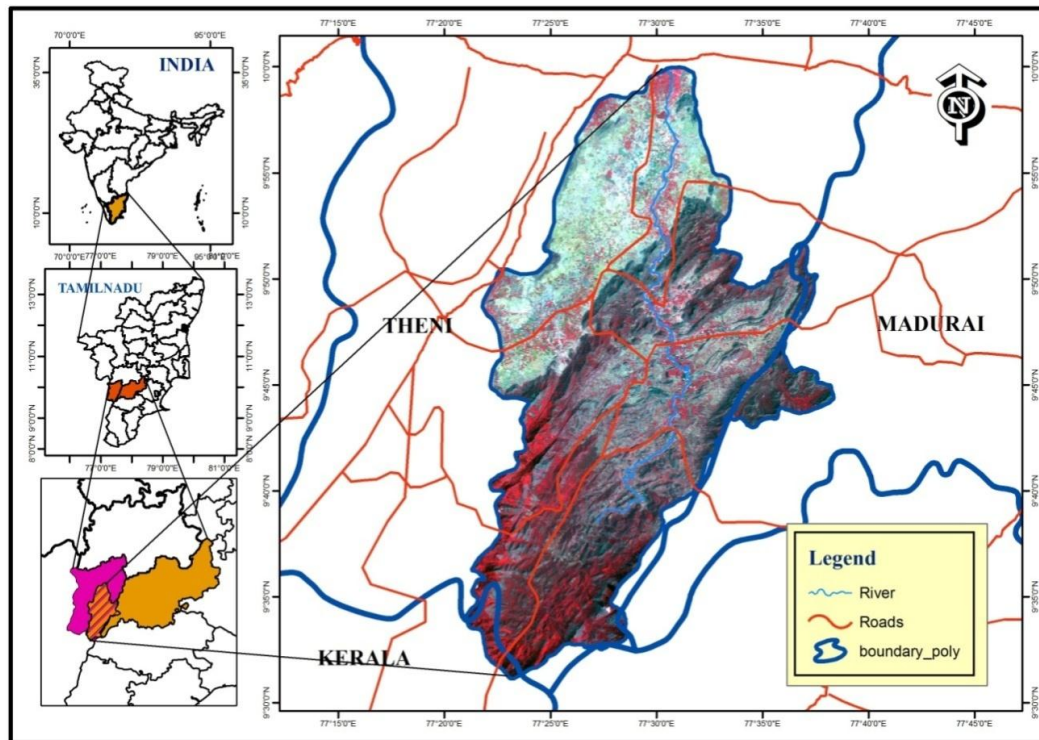 70°0'0"E 95°0'0"E
INDIA
35°0'0"N 35°0'0"N
10°0'0"N 10°0'0"N
70°0'0"E 95°0'0"E
77°0'0"E 79°0'0"E 81°0'0"E
TAMILNADU
13°0'0"N 13°0'0"N
11°0'0"N 11°0'0"N
9°0'0"N 9°0'0"N
8°0'0"N 8°0'0"N
77°0'0"E 79°0'0"E 81°0'0"E
77°15'0"E 77°20'0"E 77°25'0"E 77°30'0"E 77°35'0"E 77°40'0"E 77°45'0"E
10°0'0"N 10°0'0"N
N
9°55'0"N 9°55'0"N
9°50'0"N 9°50'0"N
THENI MADURAI
9°45'0"N 9°45'0"N
9°40'0"N 9°40'0"N
9°35'0"N 9°35'0"N
KERALA
9°30'0"N 9°30'0"N
77°15'0"E 77°20'0"E 77°25'0"E 77°30'0"E 77°35'0"E 77°40'0"E 77°45'0"E
Legend
River
Roads
boundary_poly